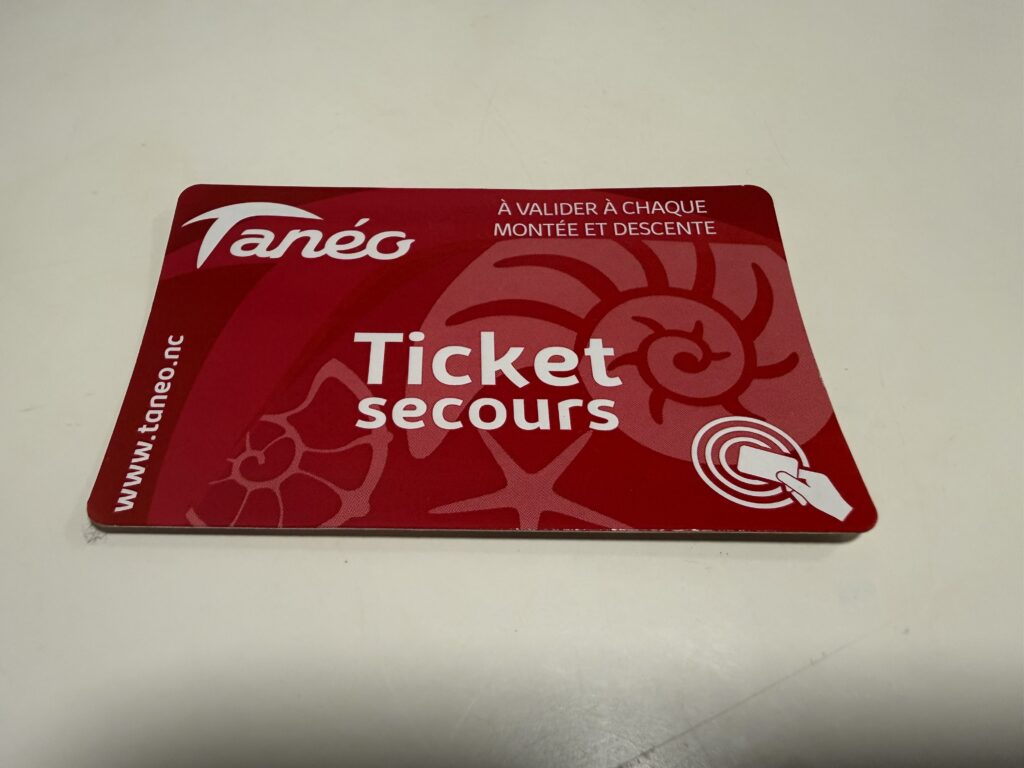 Tanéo
À VALIDER À CHAQUE
MONTÉE ET DESCENTE
Ticket
secours
www.taneo.nc